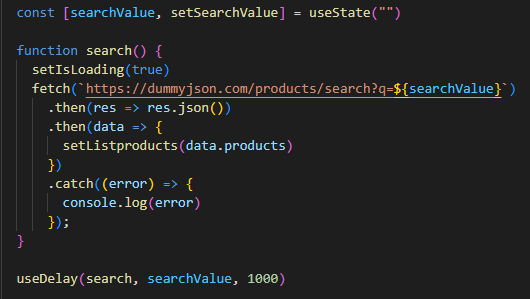 const [searchValue, setSearchValue] = useState("")
function search() {
setIsLoading(true)
fetch(`https://dummyjson.com/products/search?q=${searchValue}`)
.then(res => res.json())
.then(data => {
setListproducts(data.products)
})
.catch((error) => {
console.log(error)
});
}
useDelay(search, searchValue, 1000)